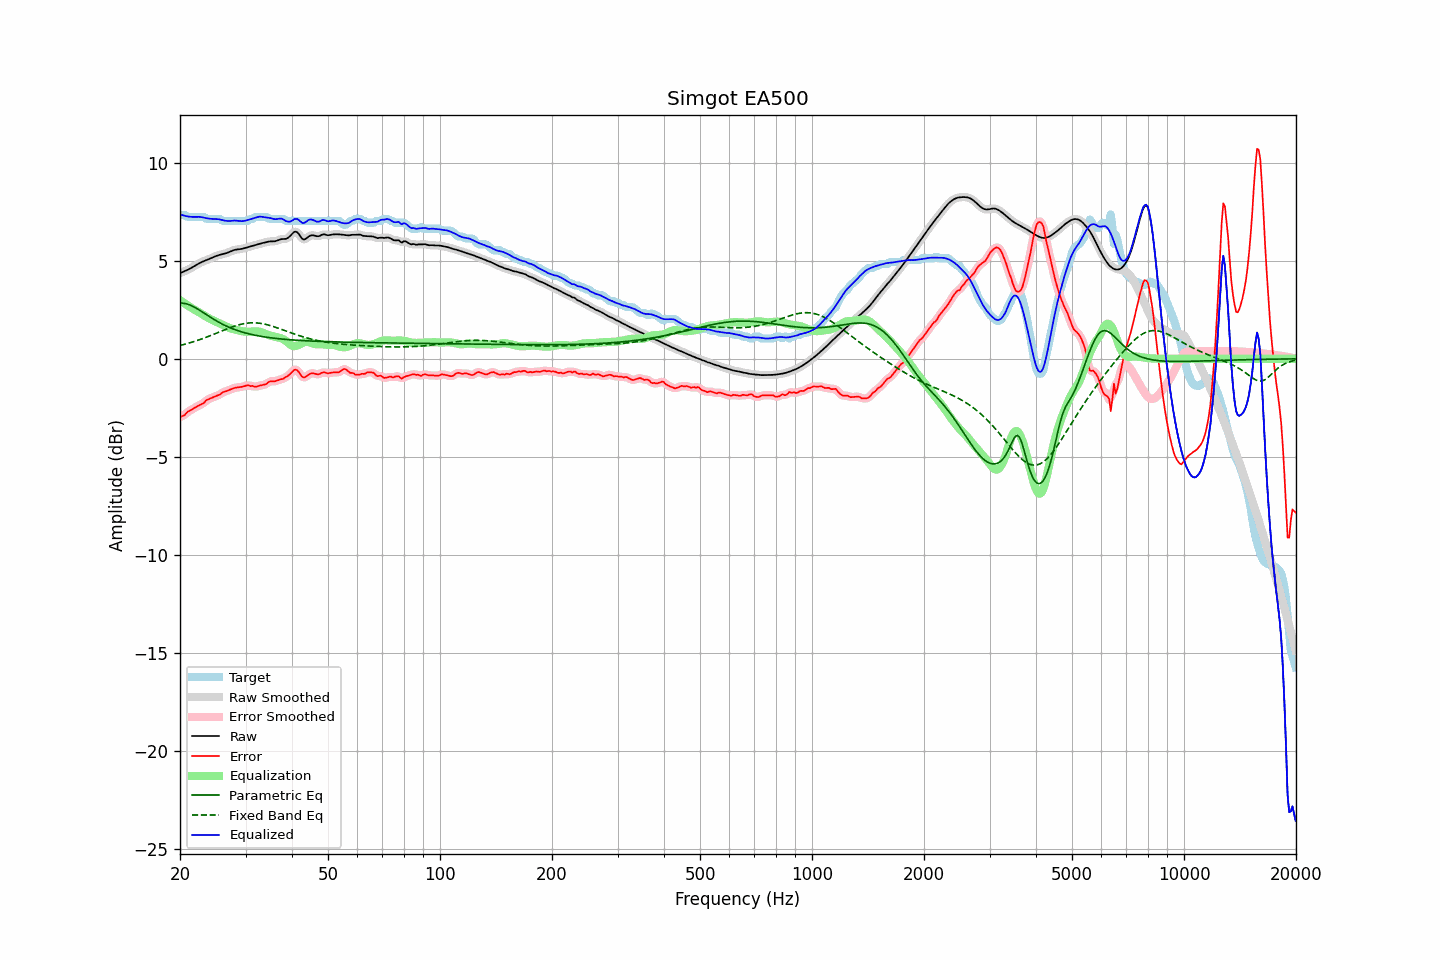 Simgot EA500
10
5
0
−5
−10
−15
−20
−25
Amplitude (dBr)
Target
Raw Smoothed
Error Smoothed
Raw
Error
Equalization
Parametric Eq
Fixed Band Eq
Equalized
20 50 100 200 500 1000 2000 5000 10000 20000
Frequency (Hz)